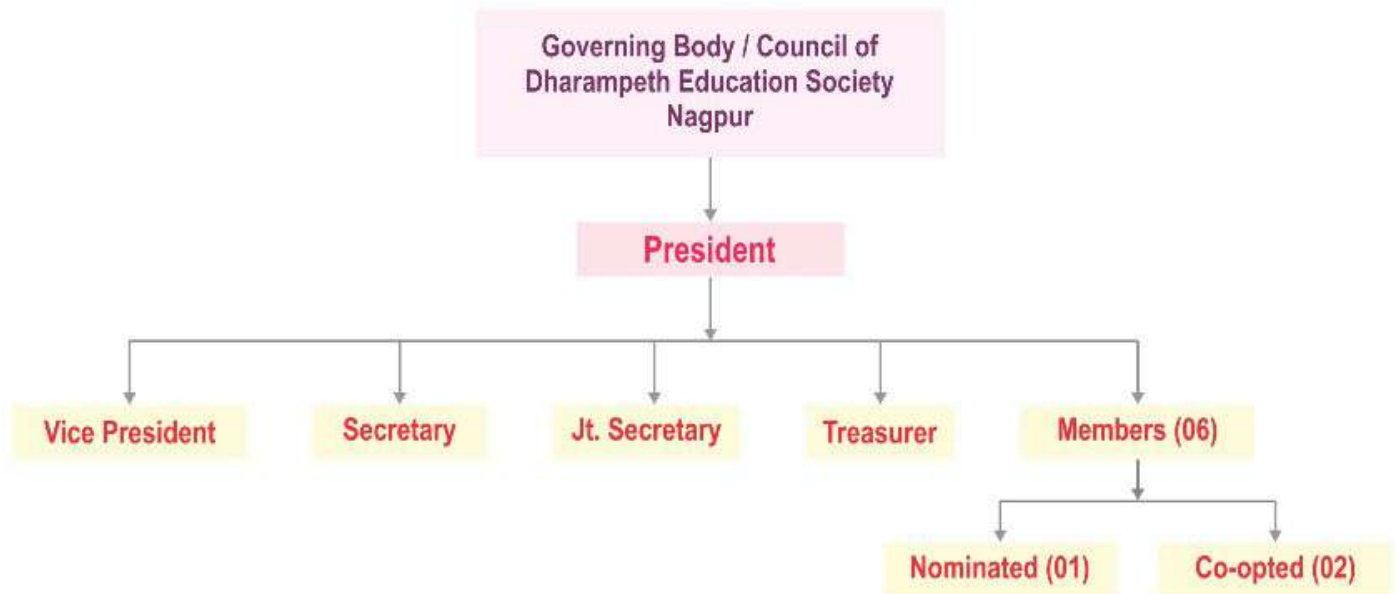 Governing Body / Council of
Dharampeth Education Society
Nagpur
President
Vice President
Secretary
Jt. Secretary
Treasurer
Members (06)
Nominated (01)
Co-opted (02)